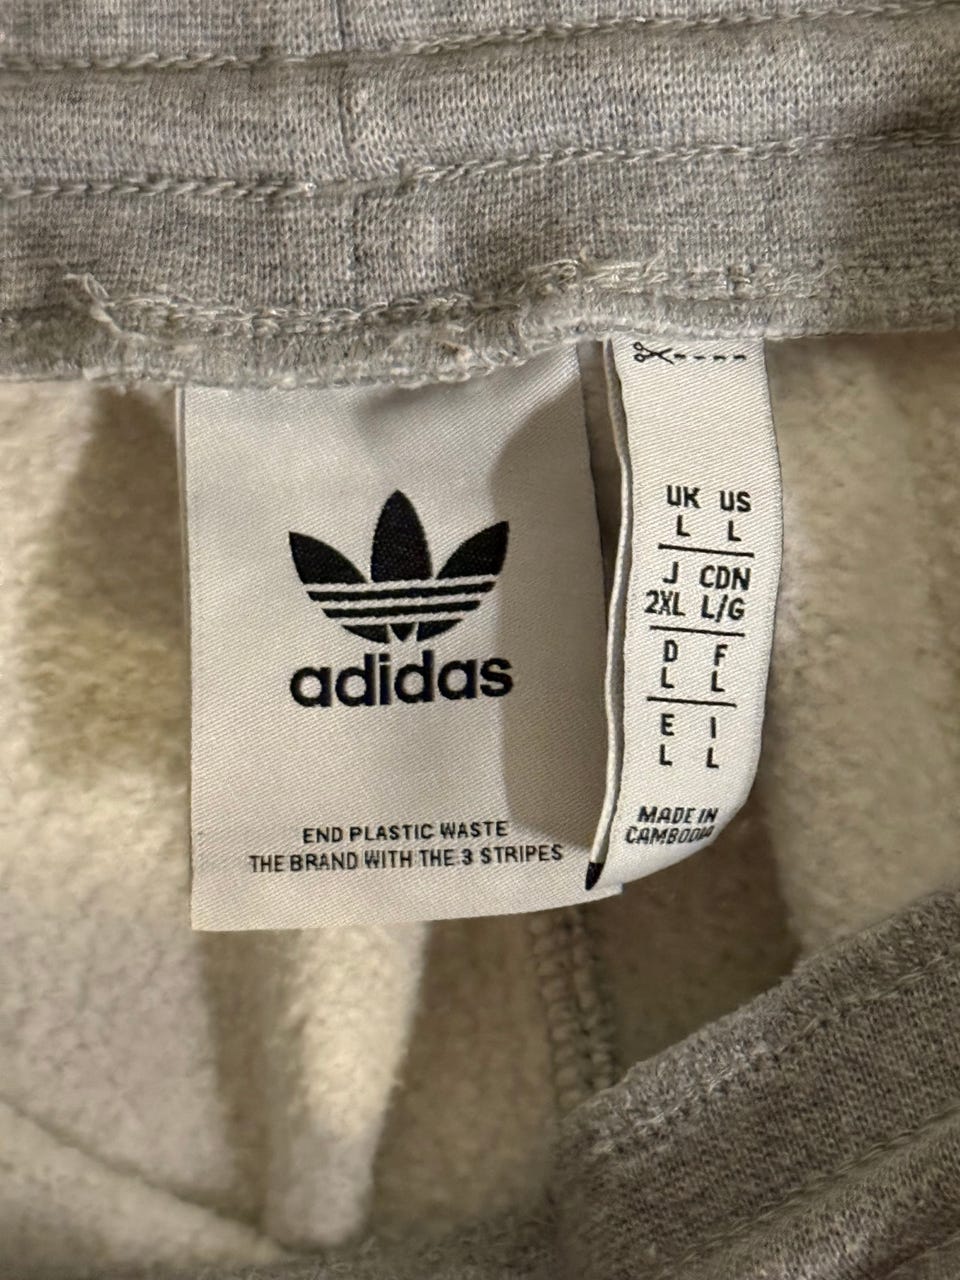 adidas
END PLASTIC WASTE
THE BRAND WITH THE 3 STRIPES
UK US
L L
J CDN
2XL L/G
D F
L L
E I
L L
MADE IN
CAMBODIA